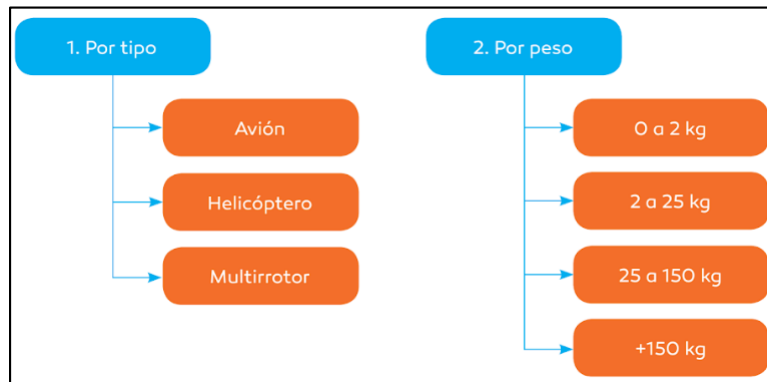 1. Por tipo
Avión
Helicóptero
Multirrotor
2. Por peso
0 a 2 kg
2 a 25 kg
25 a 150 kg
+150 kg